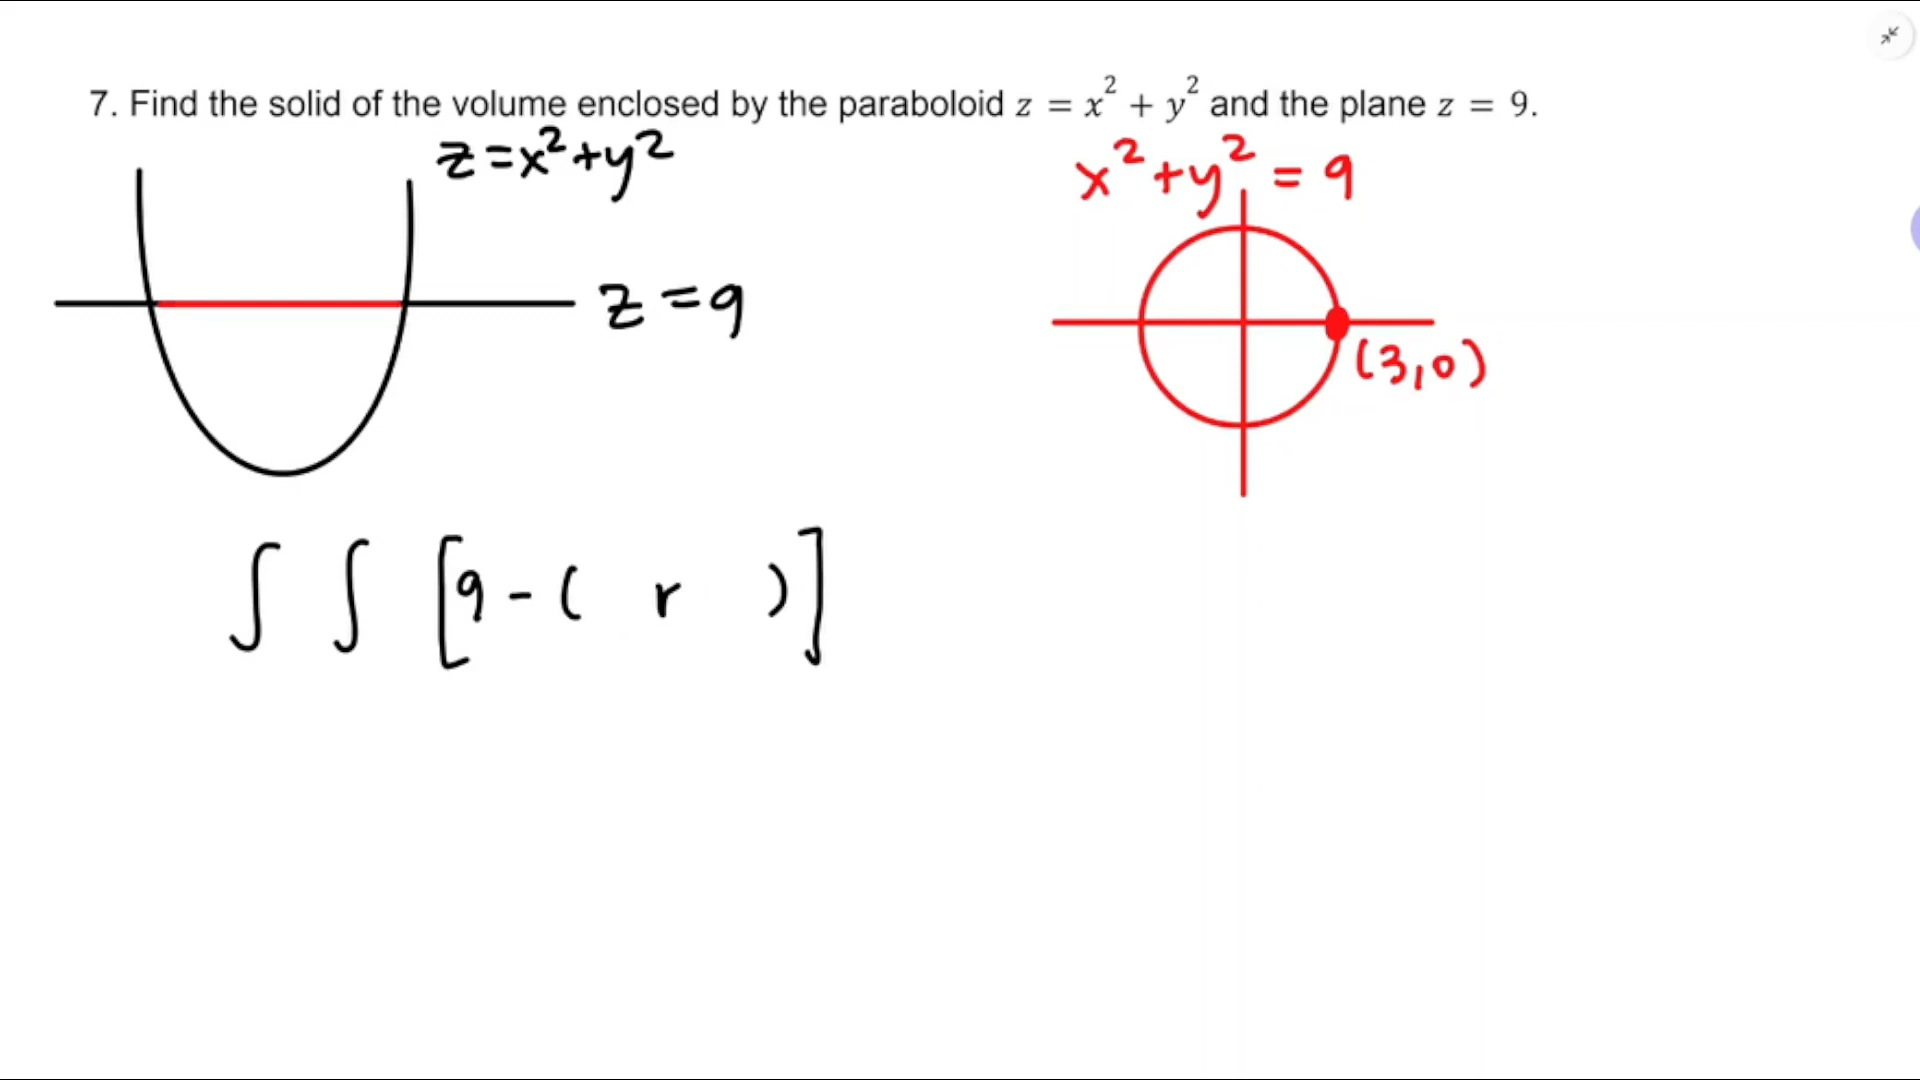 7. Find the solid of the volume enclosed by the paraboloid z = x² + y² and the plane z = 9.
z=x²+y²
x²+y² = 9
z=9
(3,0)
∫ ∫ [9-( r )]